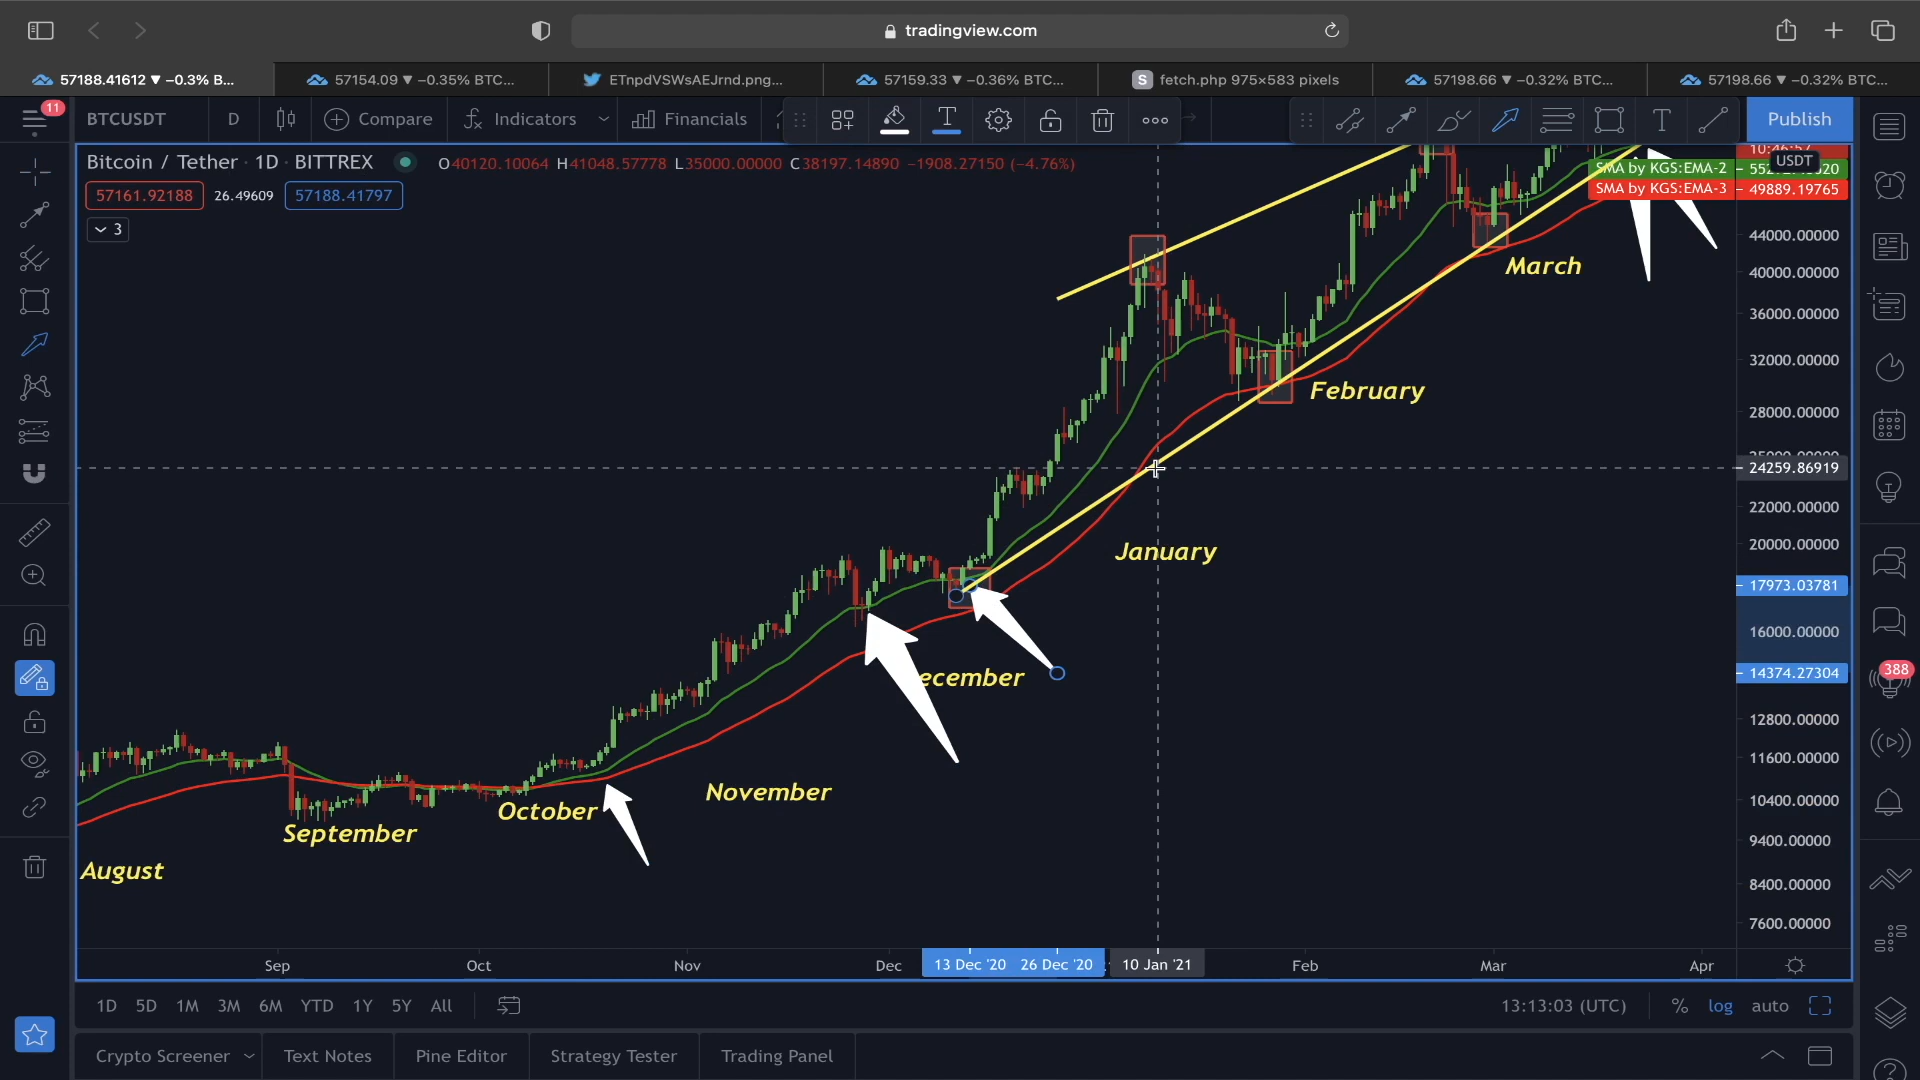 tradingview.com
57188.41612 ▼ −0.3% B...
57154.09 ▼ −0.35% BTC...
ETnpdVSWsAEJrnd.png...
57159.33 ▼ −0.36% BTC...
S fetch.php 975×583 pixels
57198.66 ▼ −0.32% BTC...
57198.66 ▼ −0.32% BTC...
11
BTCUSDT D Compare Indicators Financials
Publish
Bitcoin / Tether · 1D · BITTREX
O40120.10064 H41048.57778 L35000.00000 C38197.14890 −1908.27150 (−4.76%)
57161.92188 26.49609 57188.41797
3
10:46:57
USDT
SMA by KGS:EMA-2
SMA by KGS:EMA-3 49889.19765
44000.00000
40000.00000
36000.00000
32000.00000
28000.00000
24259.86919
22000.00000
20000.00000
17973.03781
16000.00000
14374.27304
12800.00000
11600.00000
10400.00000
9400.00000
8400.00000
7600.00000
388
March
February
January
ecember
November
October
September
August
Sep Oct Nov Dec 13 Dec '20 26 Dec '20 10 Jan '21 Feb Mar Apr
1D 5D 1M 3M 6M YTD 1Y 5Y All
13:13:03 (UTC) % log auto
Crypto Screener Text Notes Pine Editor Strategy Tester Trading Panel